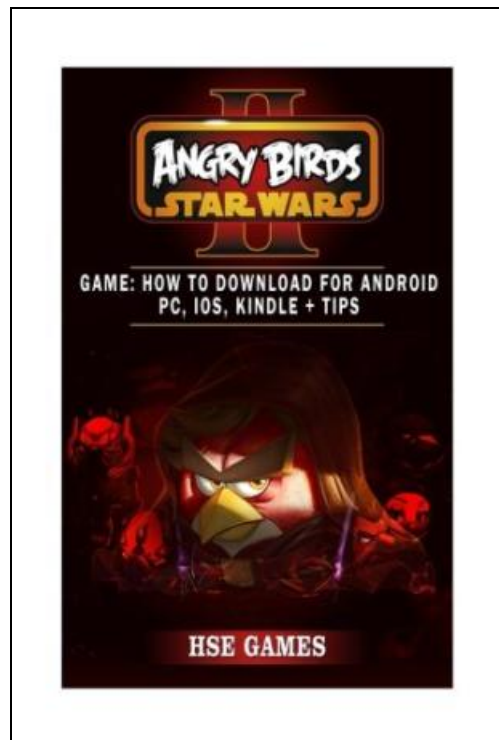 II
ANGRY BIRDS
STAR WARS
GAME: HOW TO DOWNLOAD FOR ANDROID
PC, IOS, KINDLE + TIPS
HSE GAMES